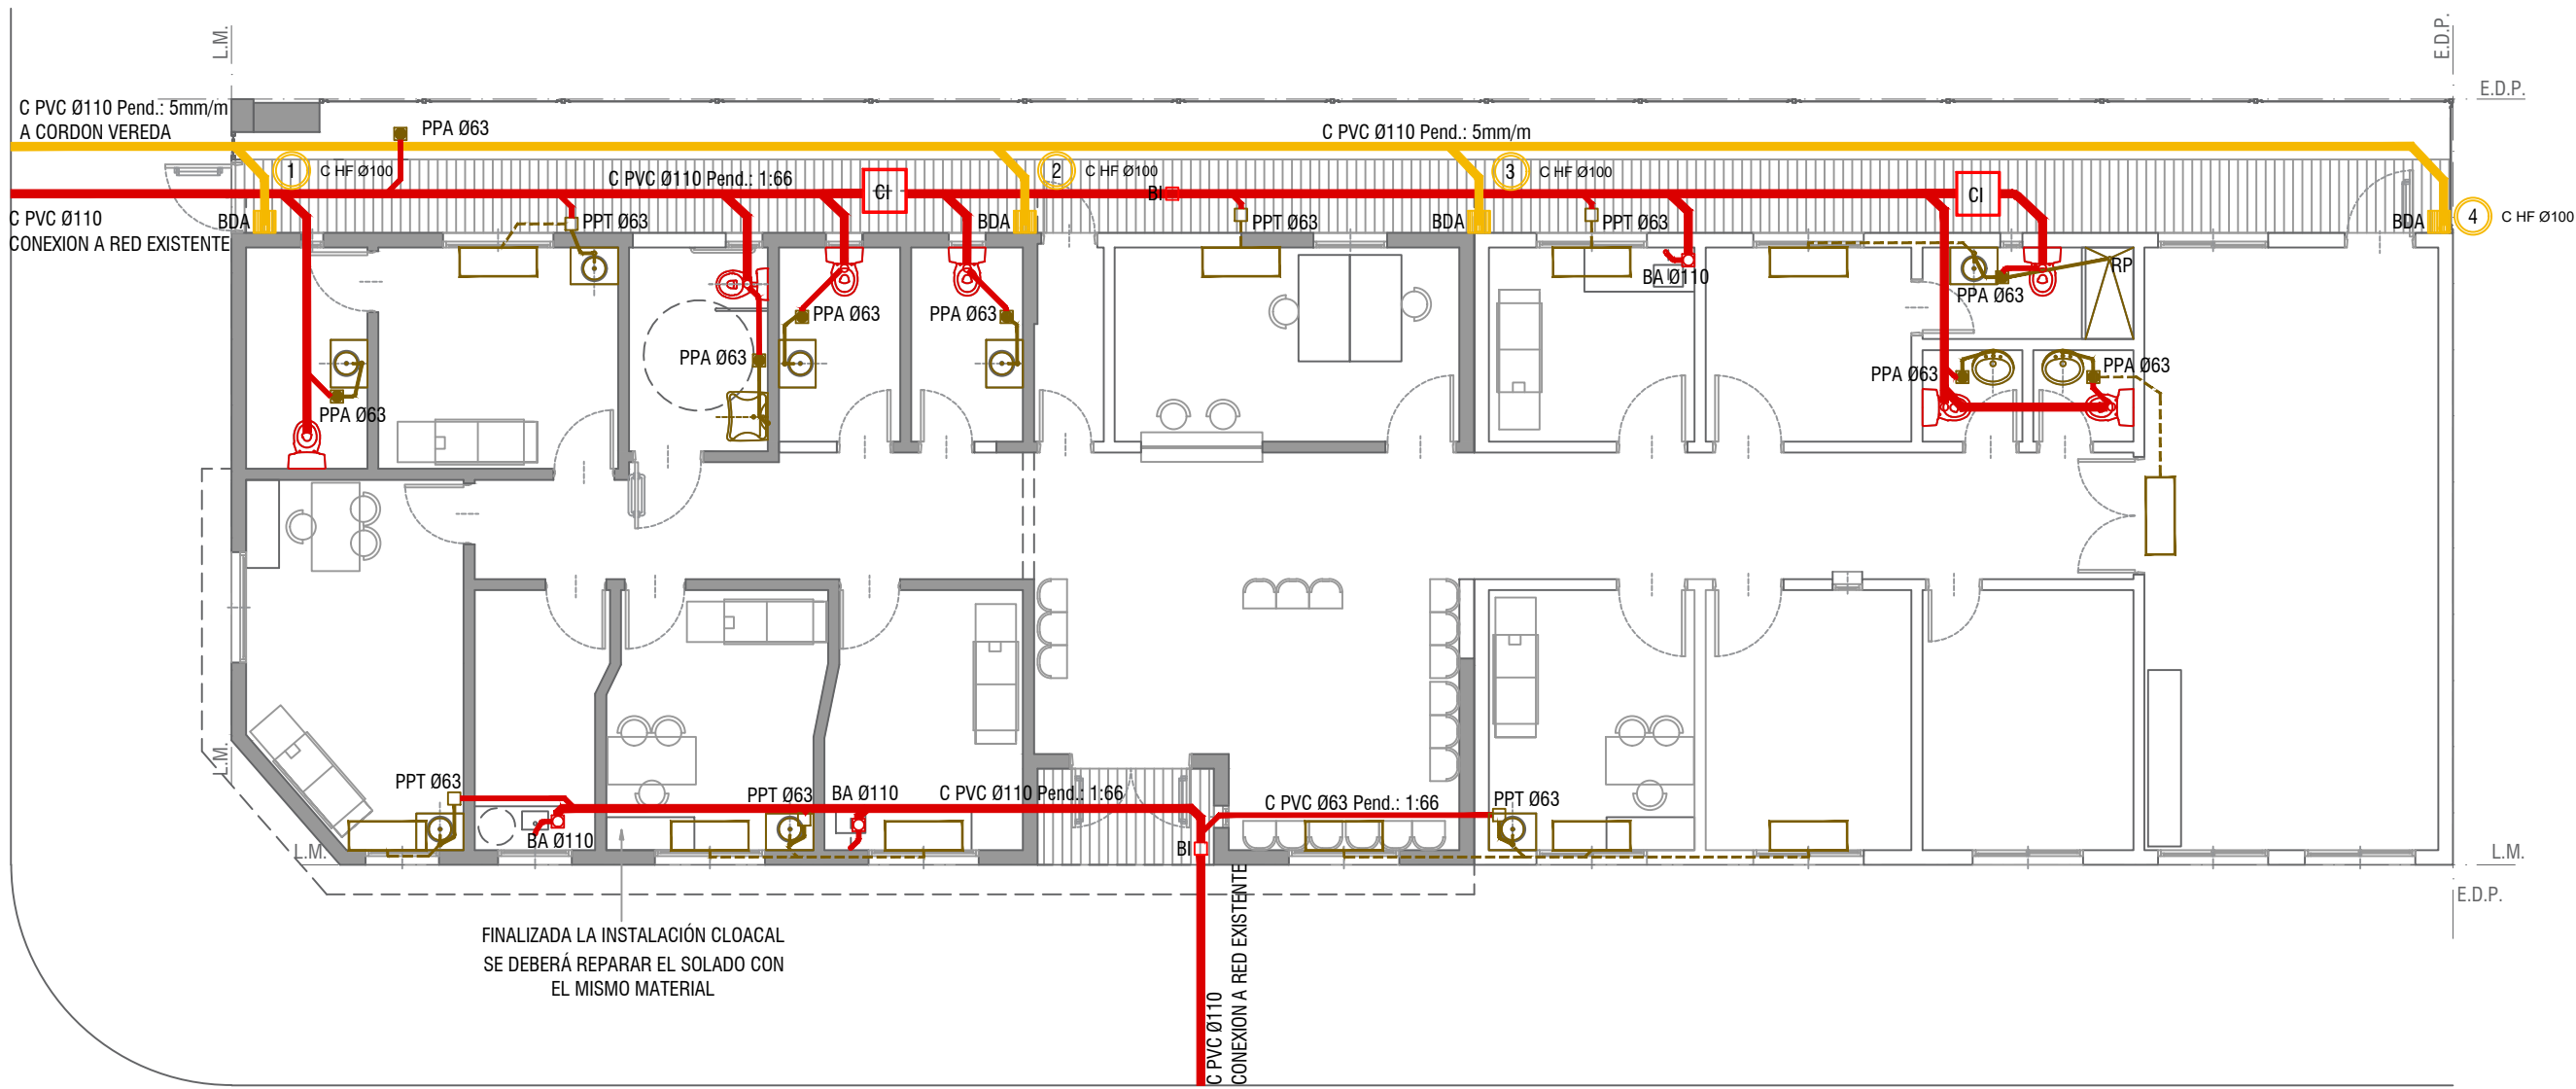 L.M.
E.D.P.
E.D.P.
C PVC Ø110 Pend.: 5mm/m
A CORDON VEREDA
PPA Ø63
C PVC Ø110 Pend.: 5mm/m
1
C HF Ø100
C PVC Ø110 Pend.: 1:66
CI
2
C HF Ø100
BI
3
C HF Ø100
CI
C PVC Ø110
CONEXION A RED EXISTENTE
BDA
PPT Ø63
BDA
PPT Ø63
BDA
PPT Ø63
BDA
4
C HF Ø100
BA Ø110
RP
PPA Ø63
PPA Ø63
PPA Ø63
PPA Ø63
PPA Ø63
PPA Ø63
PPA Ø63
L.M.
PPT Ø63
PPT Ø63
BA Ø110
C PVC Ø110 Pend.: 1:66
C PVC Ø63 Pend.: 1:66
PPT Ø63
BA Ø110
BI
L.M.
L.M.
E.D.P.
FINALIZADA LA INSTALACIÓN CLOACAL
SE DEBERÁ REPARAR EL SOLADO CON
EL MISMO MATERIAL
C PVC Ø110
CONEXION A RED EXISTENTE